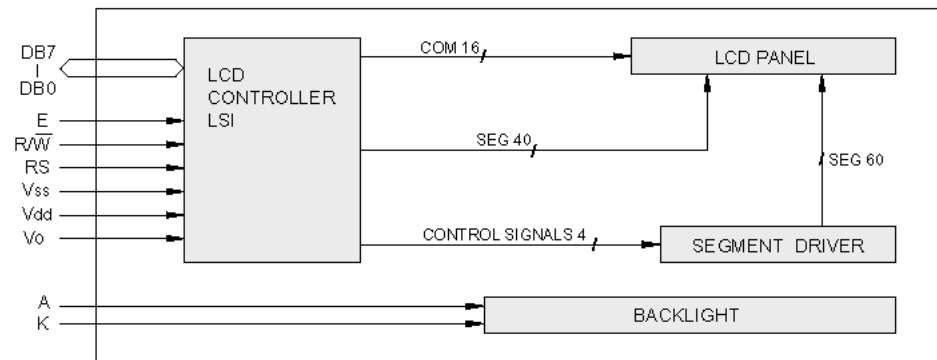 DB7
DB0
E
R/W̅
RS
Vss
Vdd
Vo
A
K
LCD
CONTROLLER
LSI
COM 16
LCD PANEL
SEG 40
SEG 60
CONTROL SIGNALS 4
SEGMENT DRIVER
BACKLIGHT